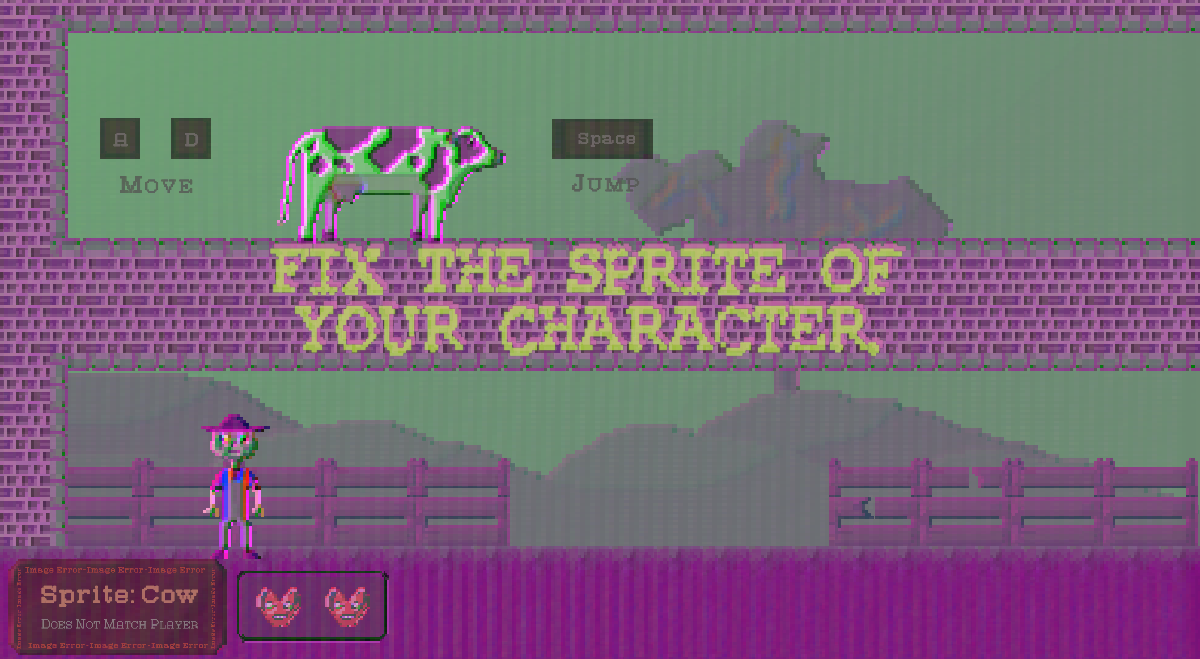 A D Space
MOVE JUMP
FIX THE SPRITE OF
YOUR CHARACTER.
Image Error-Image Error-Image Error
Sprite: Cow
DOES NOT MATCH PLAYER
Image Error-Image Error-Image Error